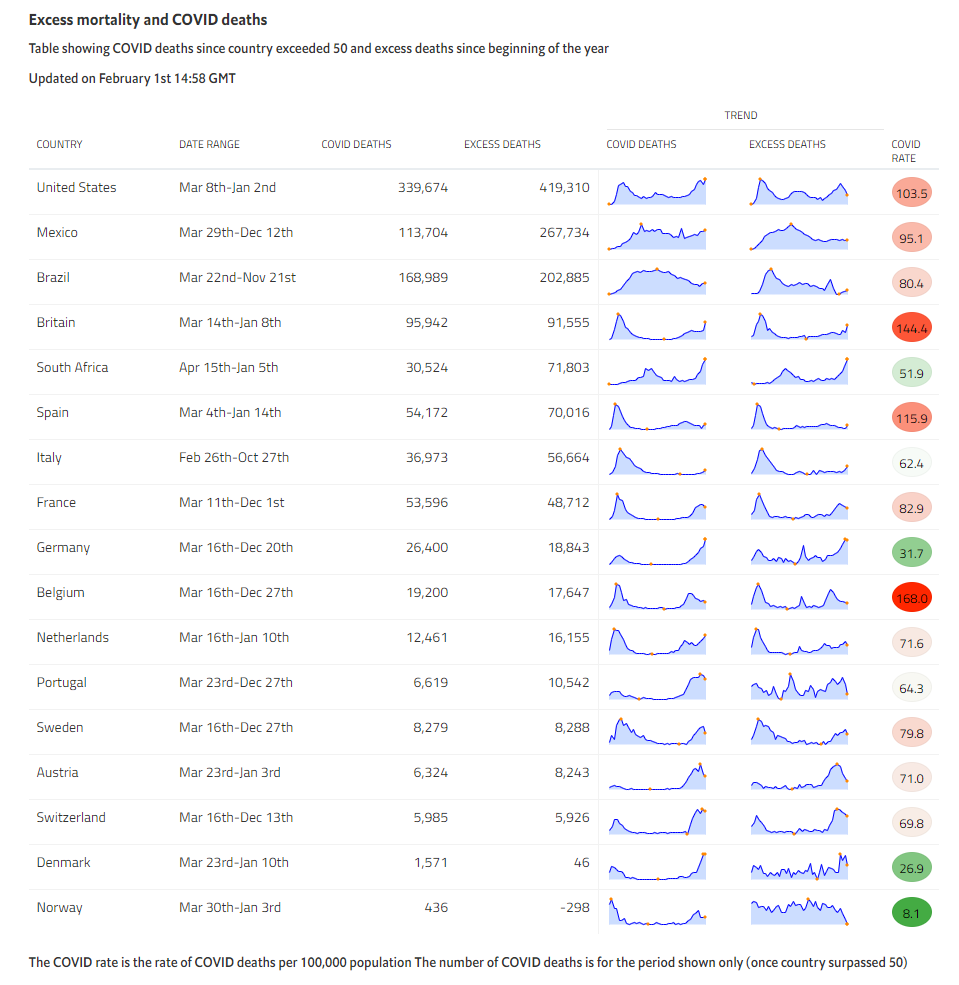 Excess mortality and COVID deaths
Table showing COVID deaths since country exceeded 50 and excess deaths since beginning of the year
Updated on February 1st 14:58 GMT
TREND
COUNTRY DATE RANGE COVID DEATHS EXCESS DEATHS COVID DEATHS EXCESS DEATHS COVID
RATE
United States Mar 8th-Jan 2nd 339,674 419,310 103.5
Mexico Mar 29th-Dec 12th 113,704 267,734 95.1
Brazil Mar 22nd-Nov 21st 168,989 202,885 80.4
Britain Mar 14th-Jan 8th 95,942 91,555 144.4
South Africa Apr 15th-Jan 5th 30,524 71,803 51.9
Spain Mar 4th-Jan 14th 54,172 70,016 115.9
Italy Feb 26th-Oct 27th 36,973 56,664 62.4
France Mar 11th-Dec 1st 53,596 48,712 82.9
Germany Mar 16th-Dec 20th 26,400 18,843 31.7
Belgium Mar 16th-Dec 27th 19,200 17,647 168.0
Netherlands Mar 16th-Jan 10th 12,461 16,155 71.6
Portugal Mar 23rd-Dec 27th 6,619 10,542 64.3
Sweden Mar 16th-Dec 27th 8,279 8,288 79.8
Austria Mar 23rd-Jan 3rd 6,324 8,243 71.0
Switzerland Mar 16th-Dec 13th 5,985 5,926 69.8
Denmark Mar 23rd-Jan 10th 1,571 46 26.9
Norway Mar 30th-Jan 3rd 436 -298 8.1
The COVID rate is the rate of COVID deaths per 100,000 population The number of COVID deaths is for the period shown only (once country surpassed 50)